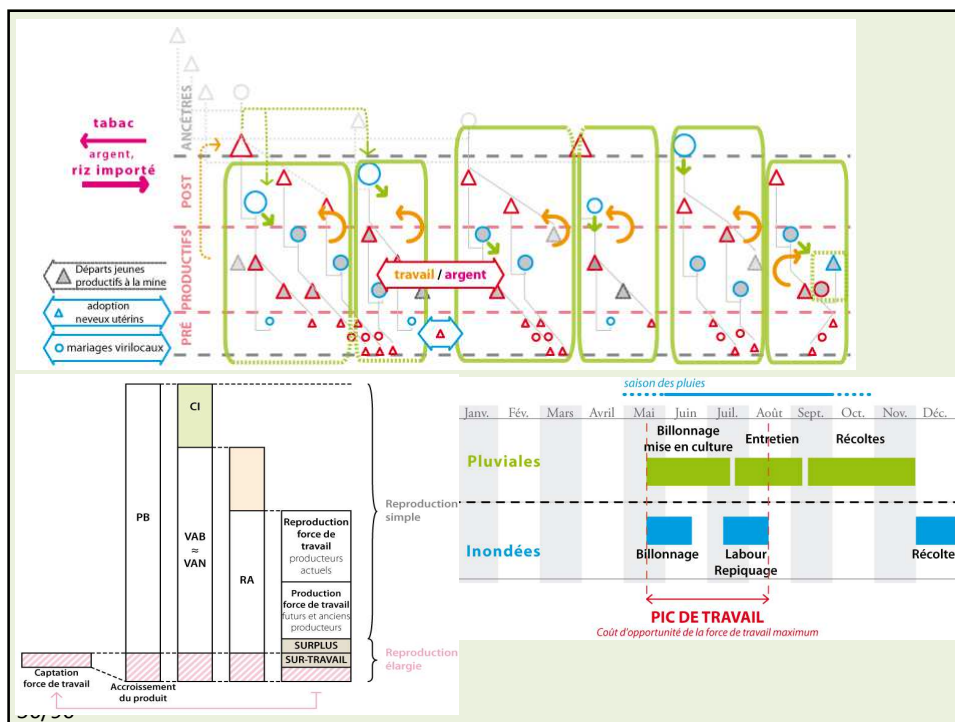 ANCÊTRES
POST
PRODUCTIFS
PRÉ
tabac
argent,
riz importé
Départs jeunes
productifs à la mine
adoption
neveux utérins
mariages virilocaux
travail / argent
CI
PB
VAB
≈
VAN
RA
Reproduction
force de
travail
producteurs
actuels
Production
force de travail
futurs et anciens
producteurs
SURPLUS
SUR-TRAVAIL
Reproduction
simple
Reproduction
élargie
Captation
force de travail
Accroissement
du produit
saison des pluies
Janv. Fév. Mars Avril Mai Juin Juil. Août Sept. Oct. Nov. Déc.
Billonnage
mise en culture
Entretien
Récoltes
Pluviales
Inondées
Billonnage
Labour
Repiquage
Récolte
PIC DE TRAVAIL
Coût d'opportunité de la force de travail maximum